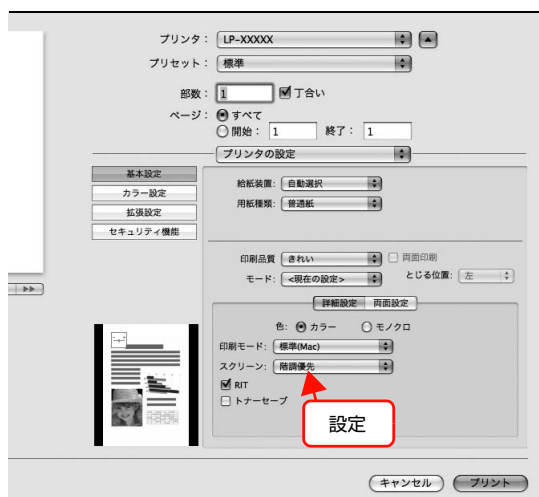 プリンタ： LP-XXXXX
プリセット： 標準
部数： 1 丁合い
ページ： すべて
開始： 1 終了： 1
プリンタの設定
基本設定
カラー設定
拡張設定
セキュリティ機能
給紙装置： 自動選択
用紙種類： 普通紙
印刷品質 きれい 両面印刷
モード： <現在の設定> とじる位置： 左
詳細設定 両面設定
色： カラー モノクロ
印刷モード： 標準(Mac)
スクリーン： 階調優先
RIT
トナーセーブ
設定
キャンセル プリント